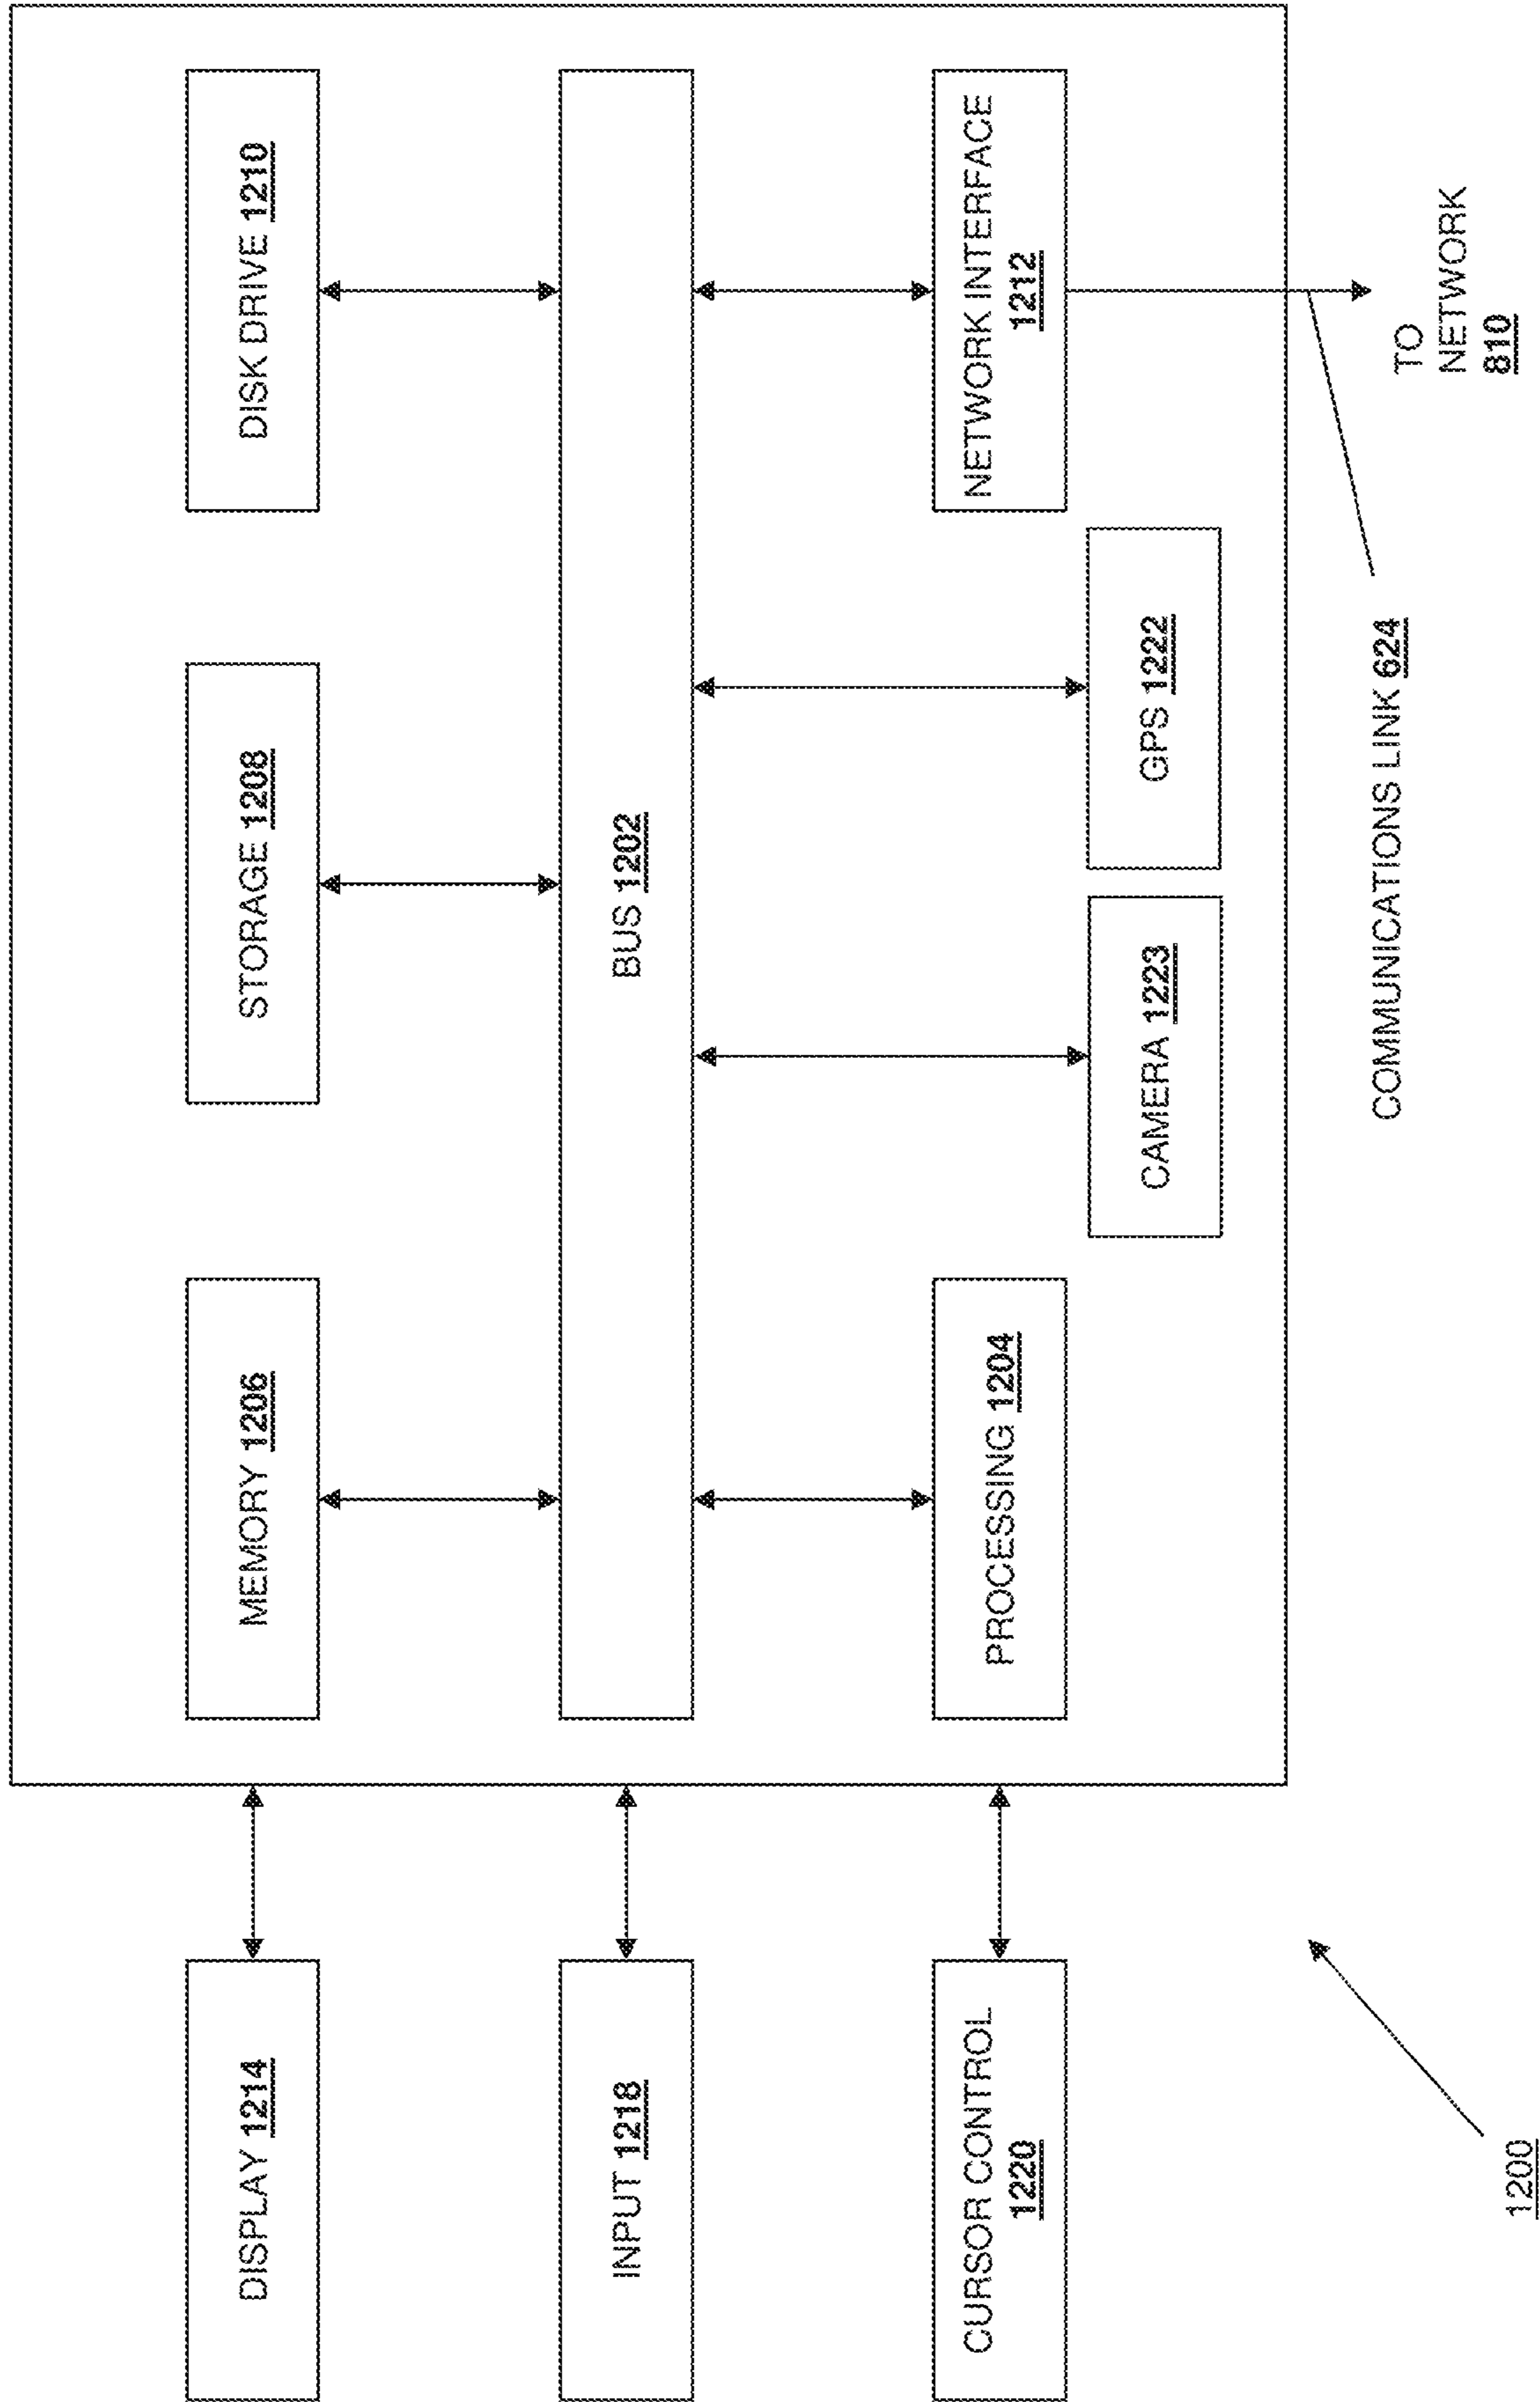 DISPLAY 1214
MEMORY 1206
STORAGE 1208
DISK DRIVE 1210
INPUT 1218
BUS 1202
CURSOR CONTROL
1220
PROCESSING 1204
CAMERA 1223
GPS 1222
NETWORK INTERFACE
1212
COMMUNICATIONS LINK 624
TO
NETWORK
810
1200